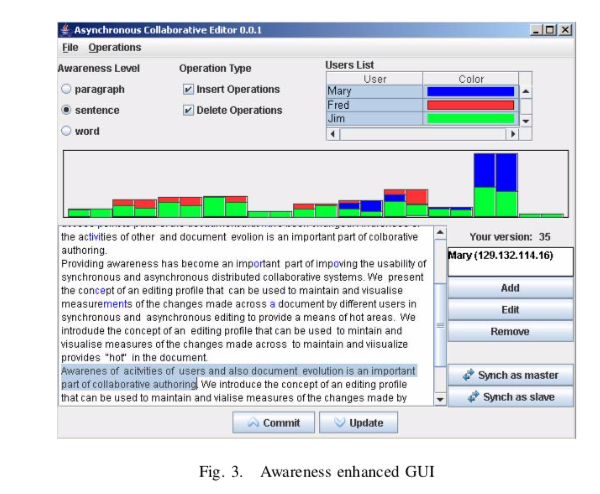 Asynchronous Collaborative Editor 0.0.1
File Operations
Awareness Level
paragraph
sentence
word
Operation Type
Insert Operations
Delete Operations
Users List
User Color
Mary
Fred
Jim
the activities of other and document evolion is an important part of colborative
authoring.
Providing awareness has become an important part of impoving the usability of
synchronous and asynchronous distributed collaborative systems. We present
the concept of an editing profile that can be used to maintain and visualise
measurements of the changes made across a document by different users in
synchronous and asynchronous editing to provide a means of hot areas. We
introdude the concept of an editing profile that can be used to mintain and
visualise measures of the changes made across to maintain and viisualize
provides "hot" in the document.
Awarenes of acitvities of users and also document evolution is an important
part of collaborative authoring. We introduce the concept of an editing profile
that can be used to maintain and vialise measures of the changes made by
Your version: 35
Mary (129.132.114.16)
Add
Edit
Remove
Synch as master
Synch as slave
Commit
Update
Fig. 3. Awareness enhanced GUI